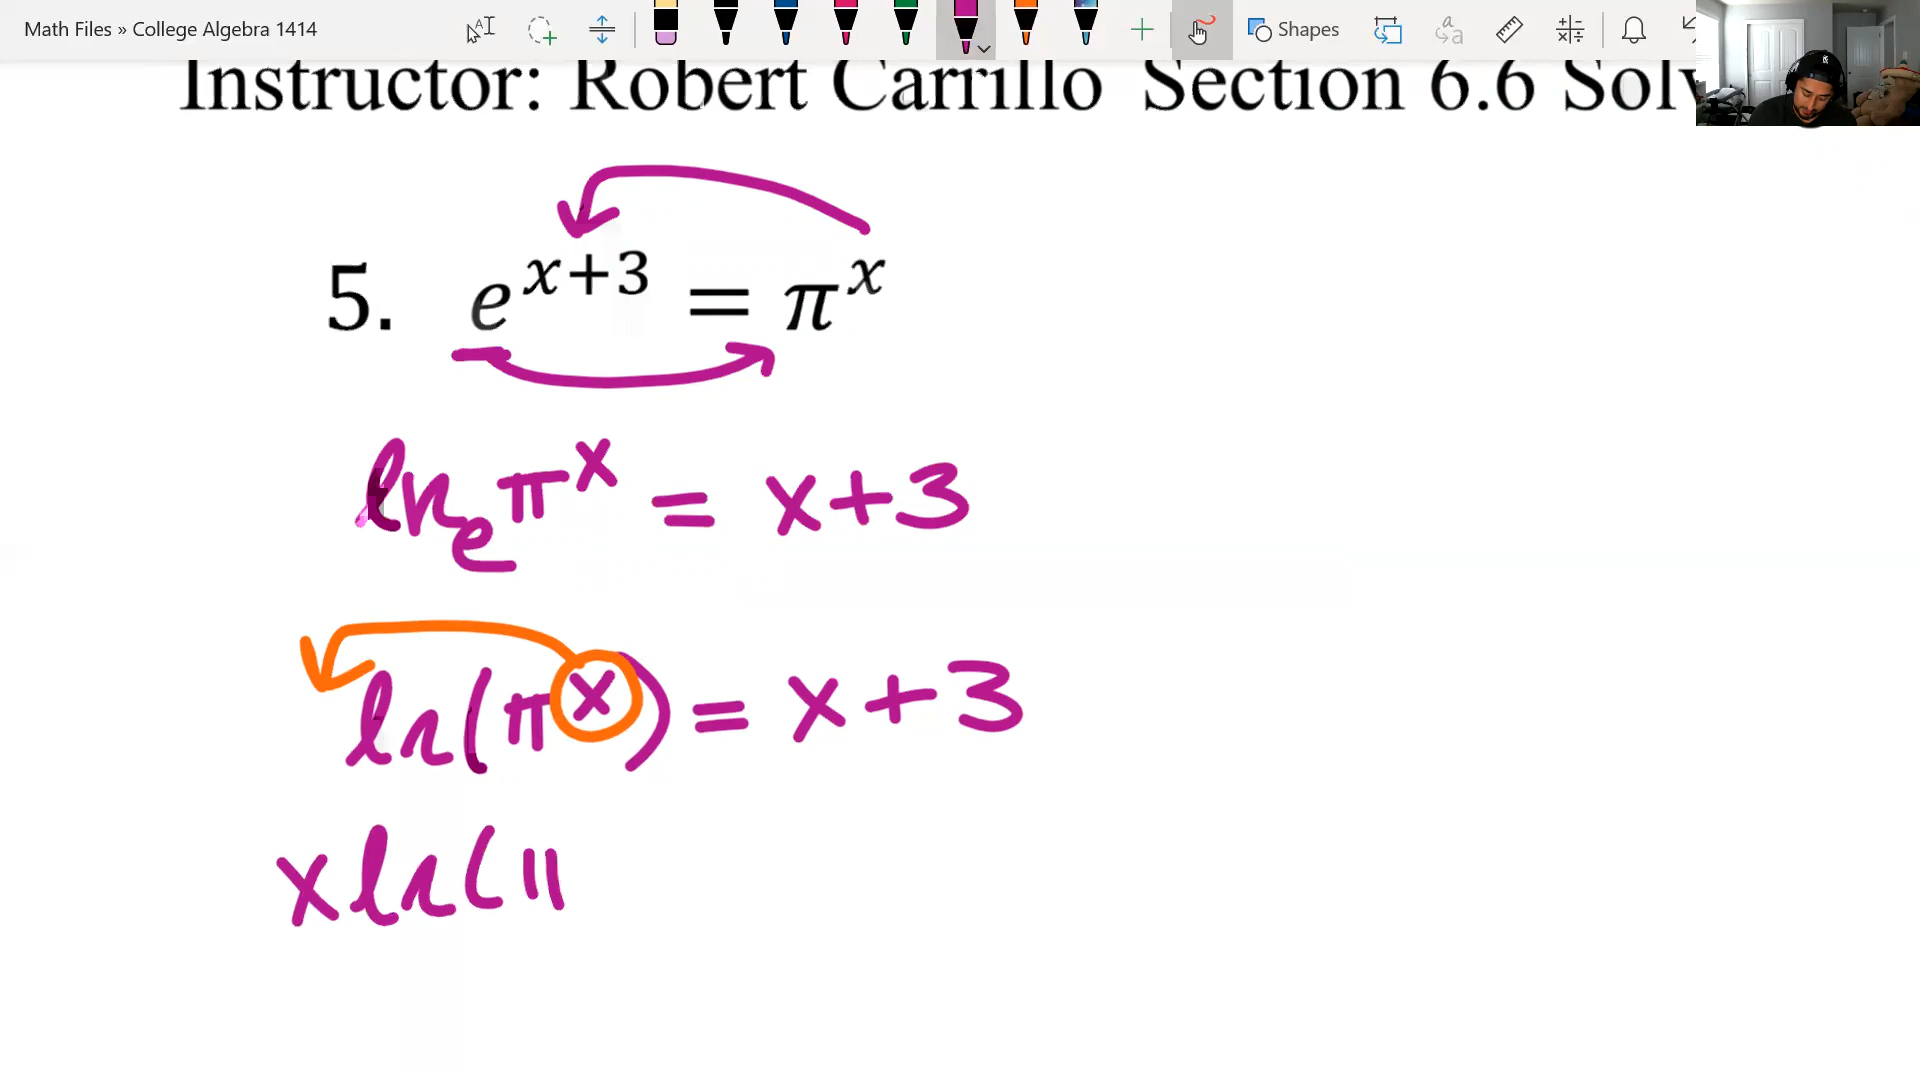 Math Files » College Algebra 1414
Shapes
Instructor: Robert Carrillo Section 6.6 Solv
5. e^{x+3} = π^x
ln_e π^x = x+3
ln(π^x) = x+3
x ln(